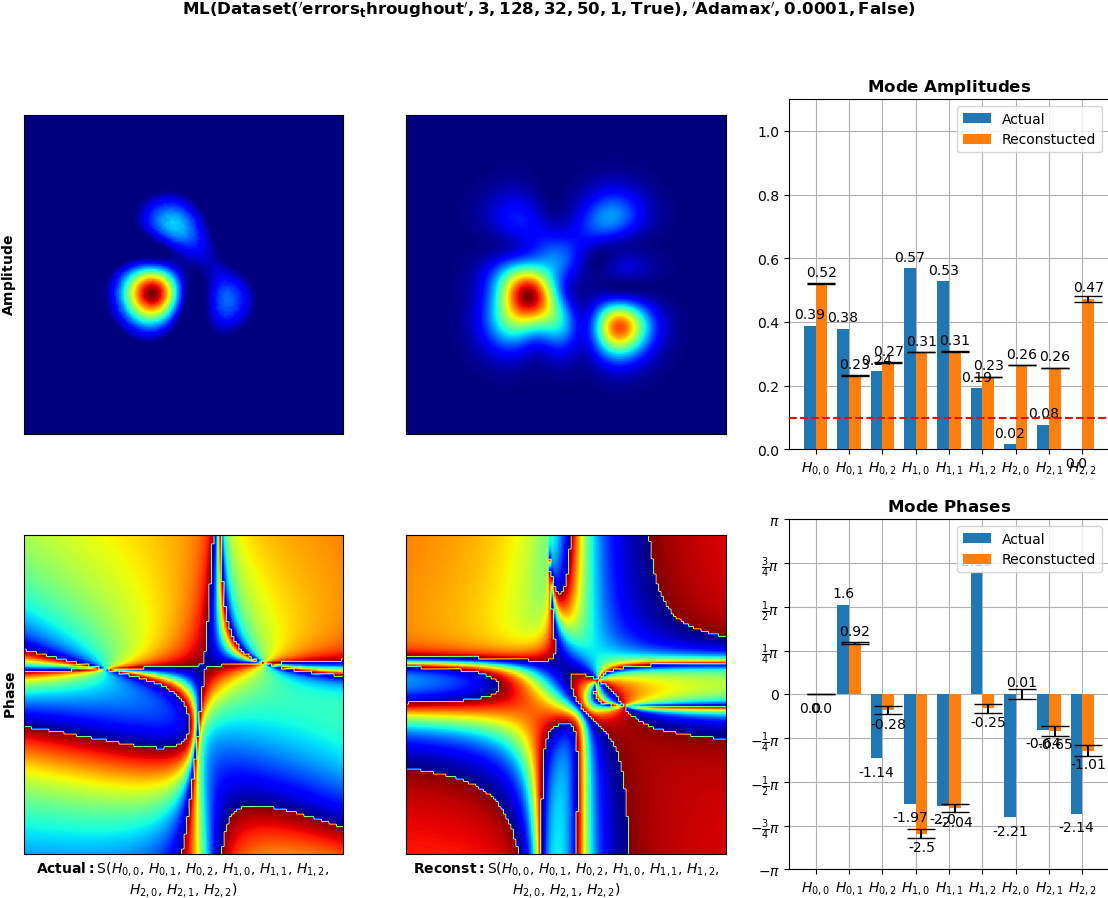 ML(Dataset('errors_throughout', 3, 128, 32, 50, 1, True), 'Adamax', 0.0001, False)
Amplitude
Mode Amplitudes
Actual
Reconstucted
1.0
0.8
0.6
0.4
0.2
0.0
0.39
0.52
0.38
0.23
0.24
0.27
0.57
0.31
0.53
0.31
0.19
0.23
0.02
0.26
0.08
0.26
0.0
0.47
H0,0 H0,1 H0,2 H1,0 H1,1 H1,2 H2,0 H2,1 H2,2
Phase
Actual: S(H0,0, H0,1, H0,2, H1,0, H1,1, H1,2,
H2,0, H2,1, H2,2)
Reconst: S(H0,0, H0,1, H0,2, H1,0, H1,1, H1,2,
H2,0, H2,1, H2,2)
Mode Phases
Actual
Reconstucted
π
3/4π
1/2π
1/4π
0
−1/4π
−1/2π
−3/4π
−π
0.0
0.0
1.6
0.92
-1.14
-0.28
-1.97
-2.5
-2.0
-2.04
-0.25
-2.21
0.01
-0.64
-0.65
-2.14
-1.01
H0,0 H0,1 H0,2 H1,0 H1,1 H1,2 H2,0 H2,1 H2,2